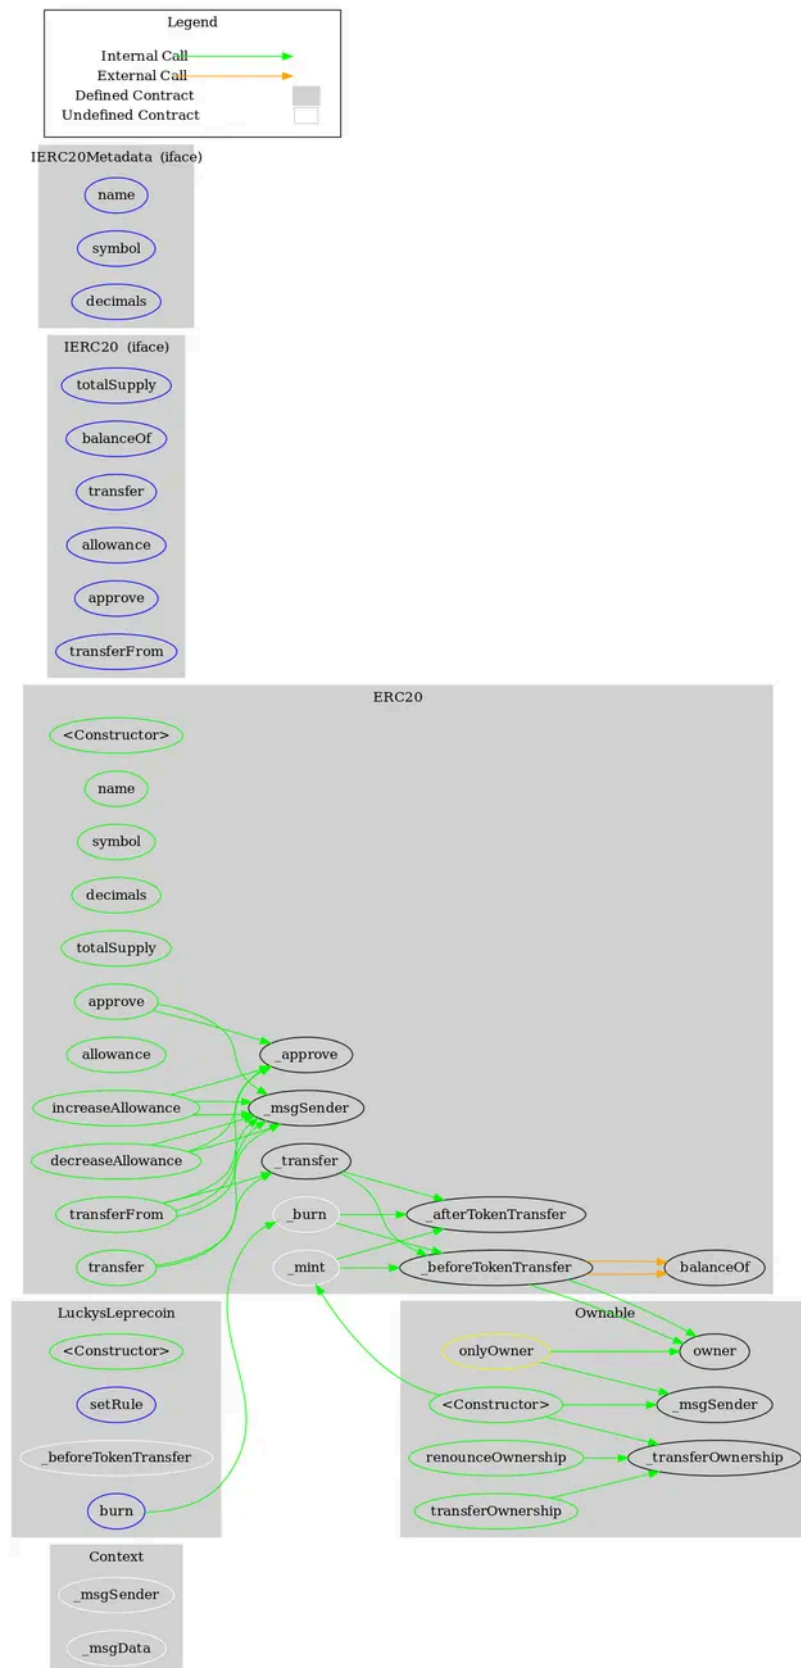 Legend
Internal Call
External Call
Defined Contract
Undefined Contract
IERC20Metadata (iface)
name
symbol
decimals
IERC20 (iface)
totalSupply
balanceOf
transfer
allowance
approve
transferFrom
ERC20
<Constructor>
name
symbol
decimals
totalSupply
approve
allowance
_approve
increaseAllowance
_msgSender
decreaseAllowance
_transfer
transferFrom
_burn
_afterTokenTransfer
transfer
_mint
_beforeTokenTransfer
balanceOf
LuckysLeprecoin
<Constructor>
setRule
_beforeTokenTransfer
burn
Ownable
onlyOwner
owner
<Constructor>
_msgSender
renounceOwnership
_transferOwnership
transferOwnership
Context
_msgSender
_msgData